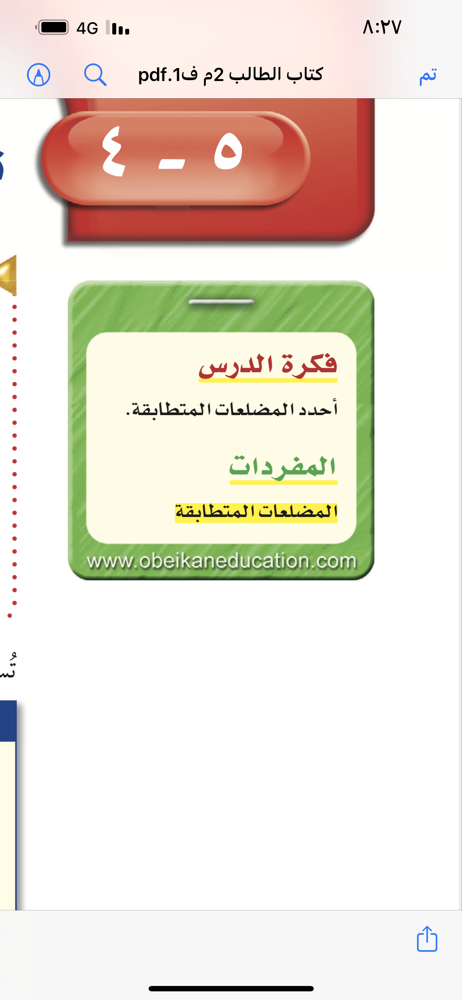 ٨:٢٧
4G
تم
كتاب الطالب 2م ف1.pdf
٥ - ٤
فكرة الدرس
أحدد المضلعات المتطابقة.
المفردات
المضلعات المتطابقة
www.obeikaneducation.com